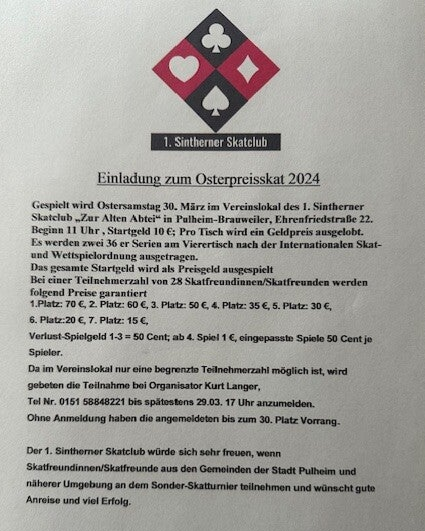 1. Sintherner Skatclub
Einladung zum Osterpreisskat 2024
Gespielt wird Ostersamstag 30. März im Vereinslokal des 1. Sintherner
Skatclub „Zur Alten Abtei“ in Pulheim-Brauweiler, Ehrenfriedstraße 22.
Beginn 11 Uhr , Startgeld 10 €; Pro Tisch wird ein Geldpreis ausgelobt.
Es werden zwei 36 er Serien am Vierertisch nach der Internationalen Skat-
und Wettspielordnung ausgetragen.
Das gesamte Startgeld wird als Preisgeld ausgespielt
Bei einer Teilnehmerzahl von 28 Skatfreundinnen/Skatfreunden werden
folgend Preise garantiert
1.Platz: 70 €, 2. Platz: 60 €, 3. Platz: 50 €, 4. Platz: 35 €, 5. Platz: 30 €,
6. Platz:20 €, 7. Platz: 15 €,
Verlust-Spielgeld 1-3 = 50 Cent; ab 4. Spiel 1 €, eingepasste Spiele 50 Cent je
Spieler.
Da im Vereinslokal nur eine begrenzte Teilnehmerzahl möglich ist, wird
gebeten die Teilnahme bei Organisator Kurt Langer,
Tel Nr. 0151 58848221 bis spätestens 29.03. 17 Uhr anzumelden.
Ohne Anmeldung haben die angemeldeten bis zum 30. Platz Vorrang.
Der 1. Sintherner Skatclub würde sich sehr freuen, wenn
Skatfreundinnen/Skatfreunde aus den Gemeinden der Stadt Pulheim und
näherer Umgebung an dem Sonder-Skatturnier teilnehmen und wünscht gute
Anreise und viel Erfolg.